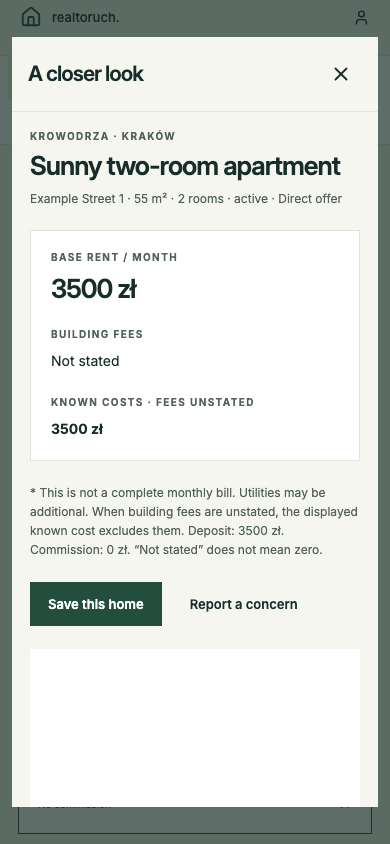 realtoruch.
A closer look
KROWODRZA · KRAKÓW
Sunny two-room apartment
Example Street 1 · 55 m² · 2 rooms · active · Direct offer
BASE RENT / MONTH
3500 zł
BUILDING FEES
Not stated
KNOWN COSTS · FEES UNSTATED
3500 zł
* This is not a complete monthly bill. Utilities may be
additional. When building fees are unstated, the displayed
known cost excludes them. Deposit: 3500 zł.
Commission: 0 zł. “Not stated” does not mean zero.
Save this home
Report a concern